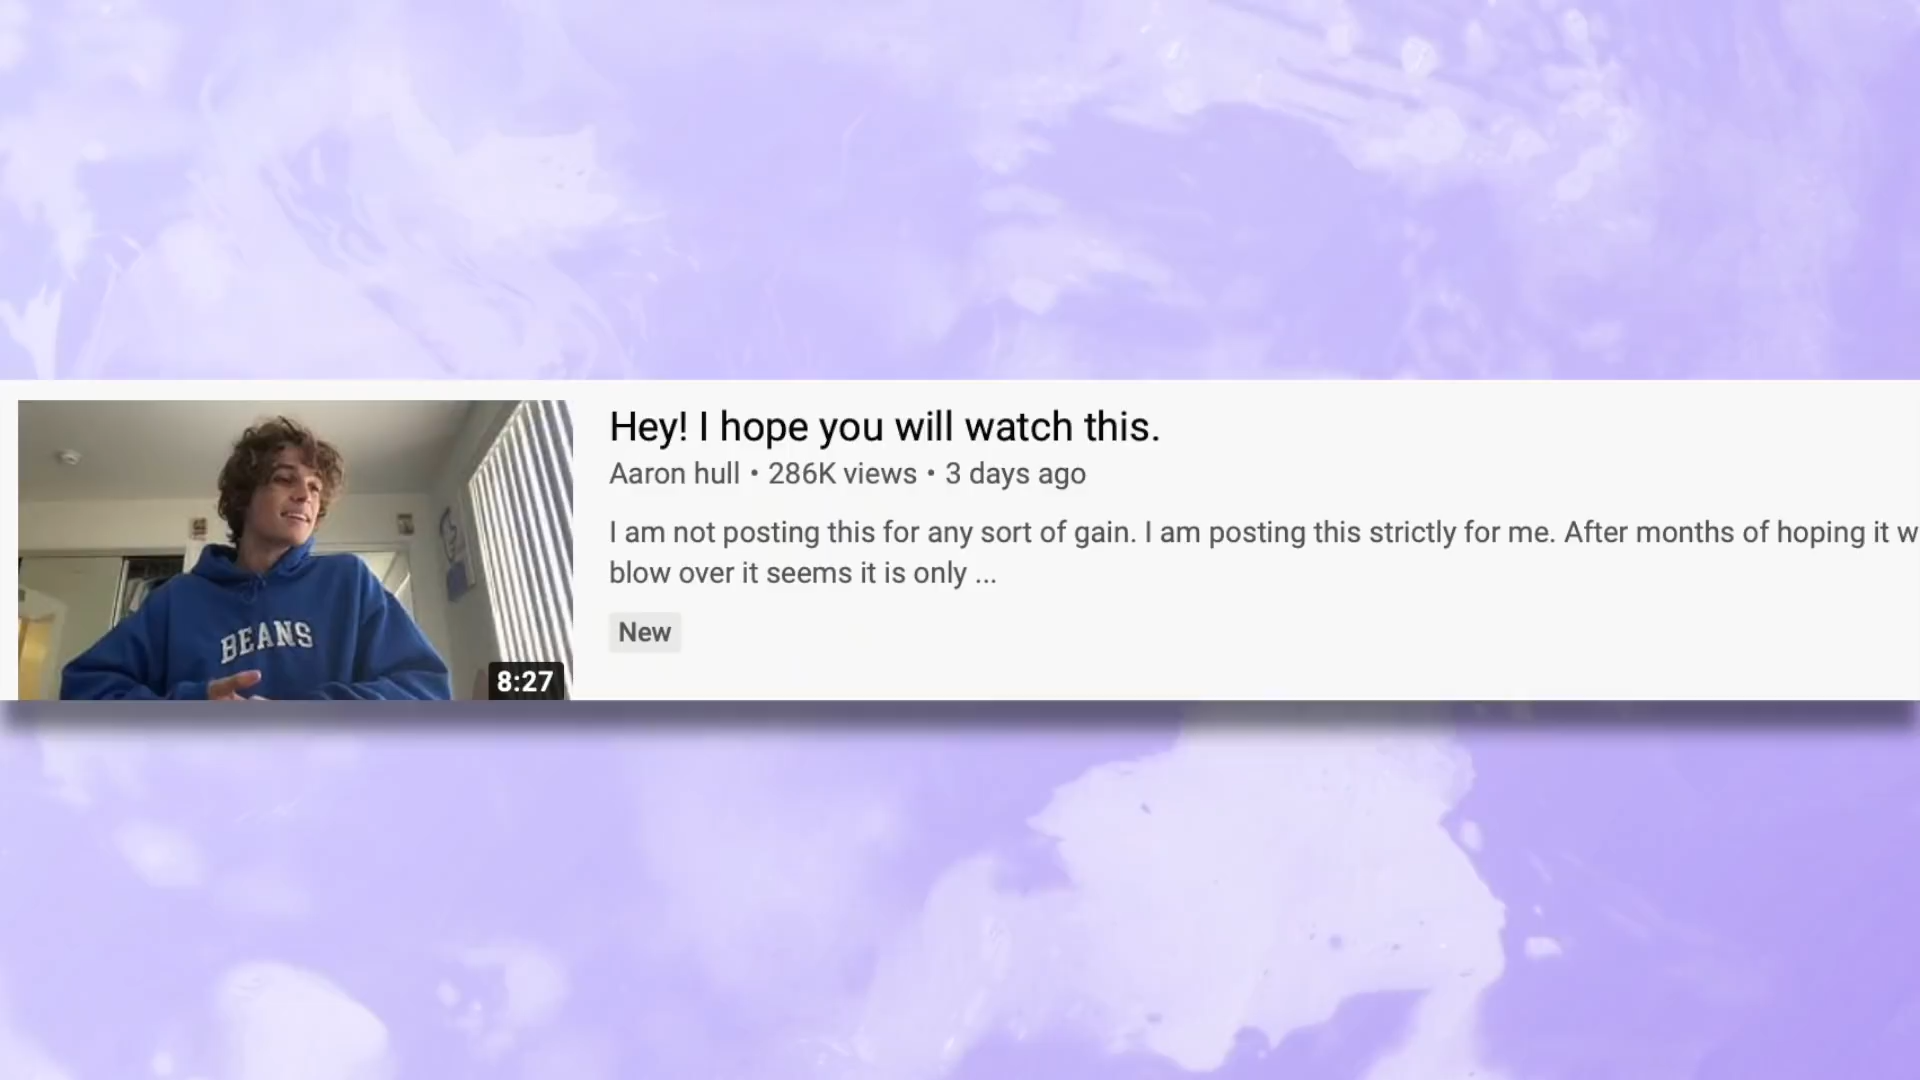 Hey! I hope you will watch this.
Aaron hull • 286K views • 3 days ago
I am not posting this for any sort of gain. I am posting this strictly for me. After months of hoping it w
blow over it seems it is only ...
New
BEANS
8:27